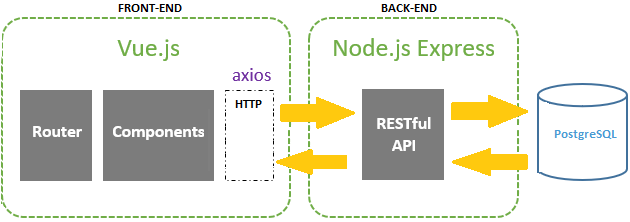 FRONT-END
BACK-END
Vue.js
Node.js Express
axios
HTTP
Router
Components
RESTful
API
PostgreSQL